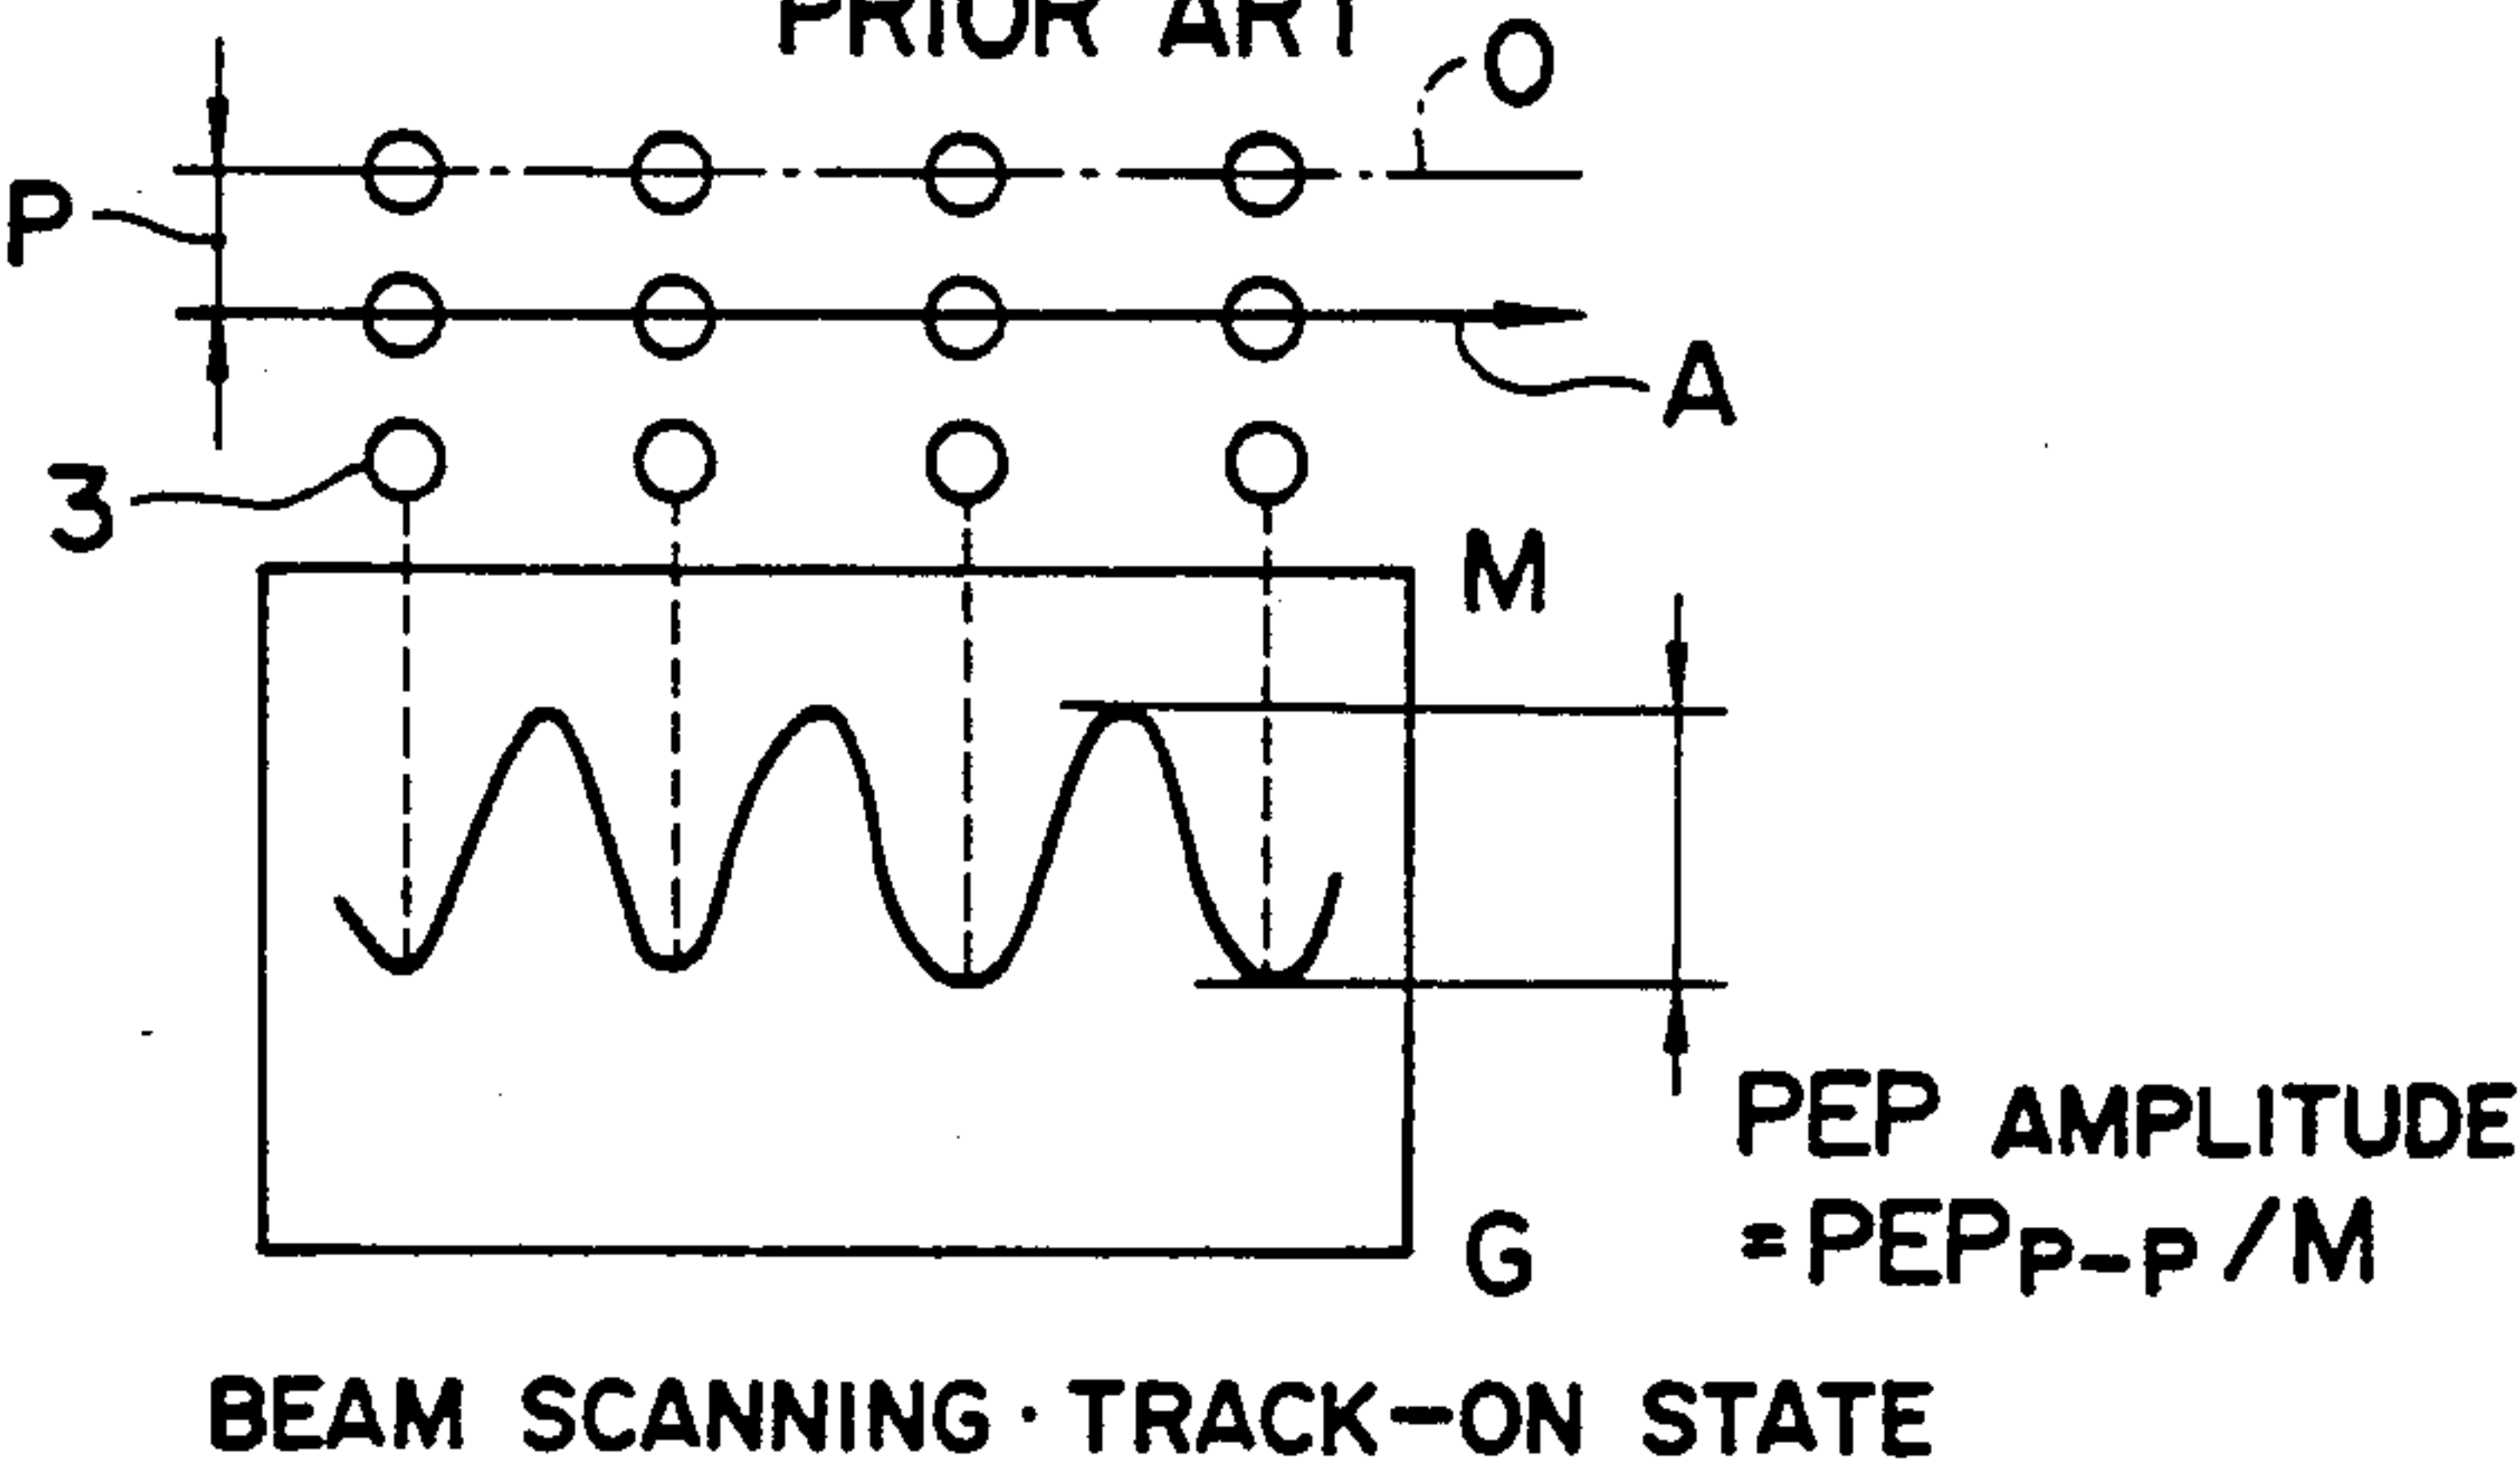 PRIOR ART
O
P
A
3
M
PEP AMPLITUDE
= PEPP-P/M
G
BEAM SCANNING · TRACK-ON STATE